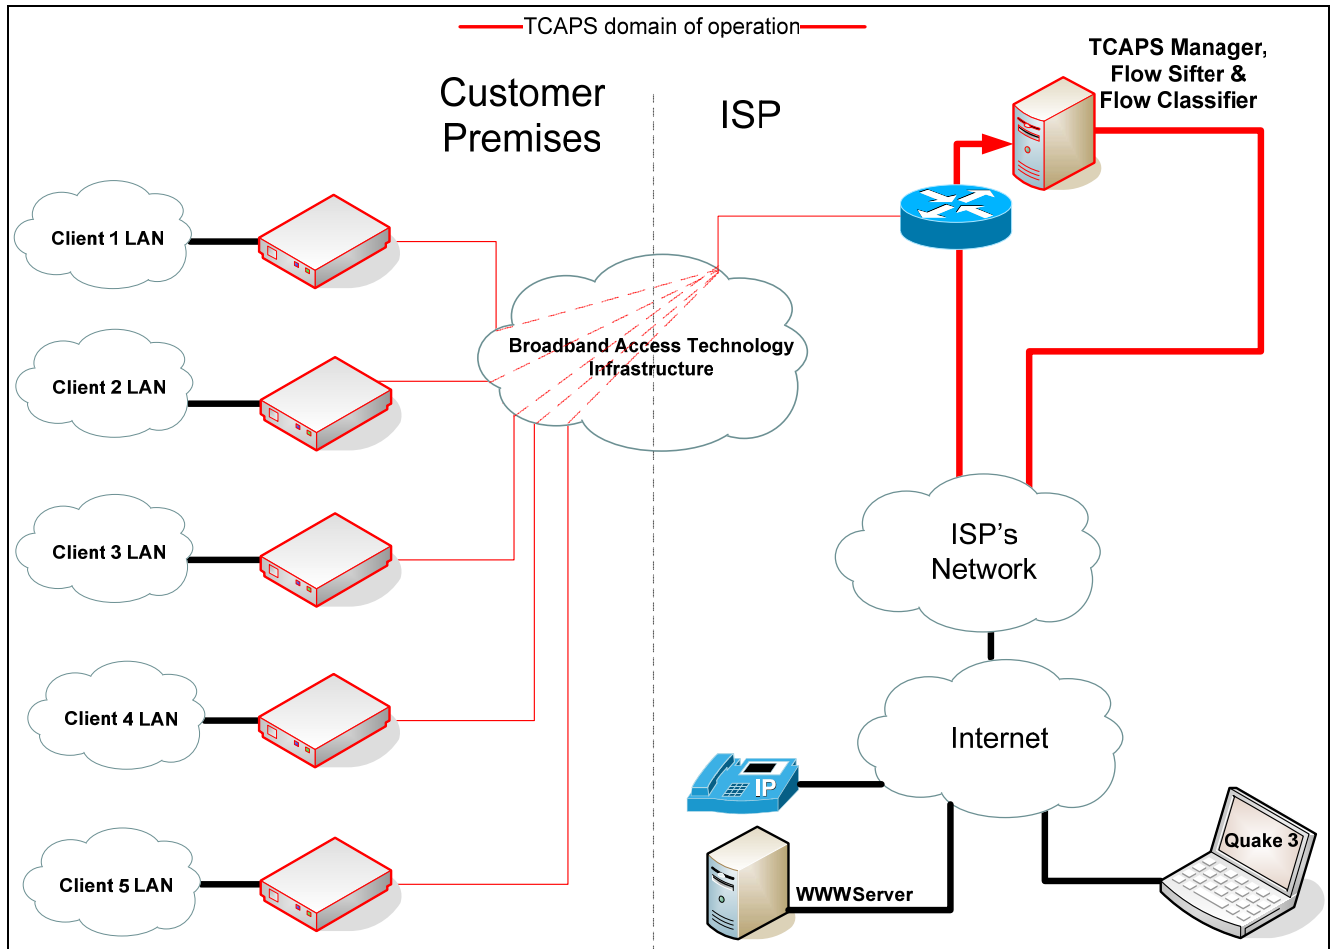 TCAPS domain of operation
TCAPS Manager,
Flow Sifter &
Flow Classifier
Customer
Premises
ISP
Client 1 LAN
Broadband Access Technology
Infrastructure
Client 2 LAN
Client 3 LAN
ISP's
Network
Client 4 LAN
Internet
IP
Quake 3
Client 5 LAN
WWWServer